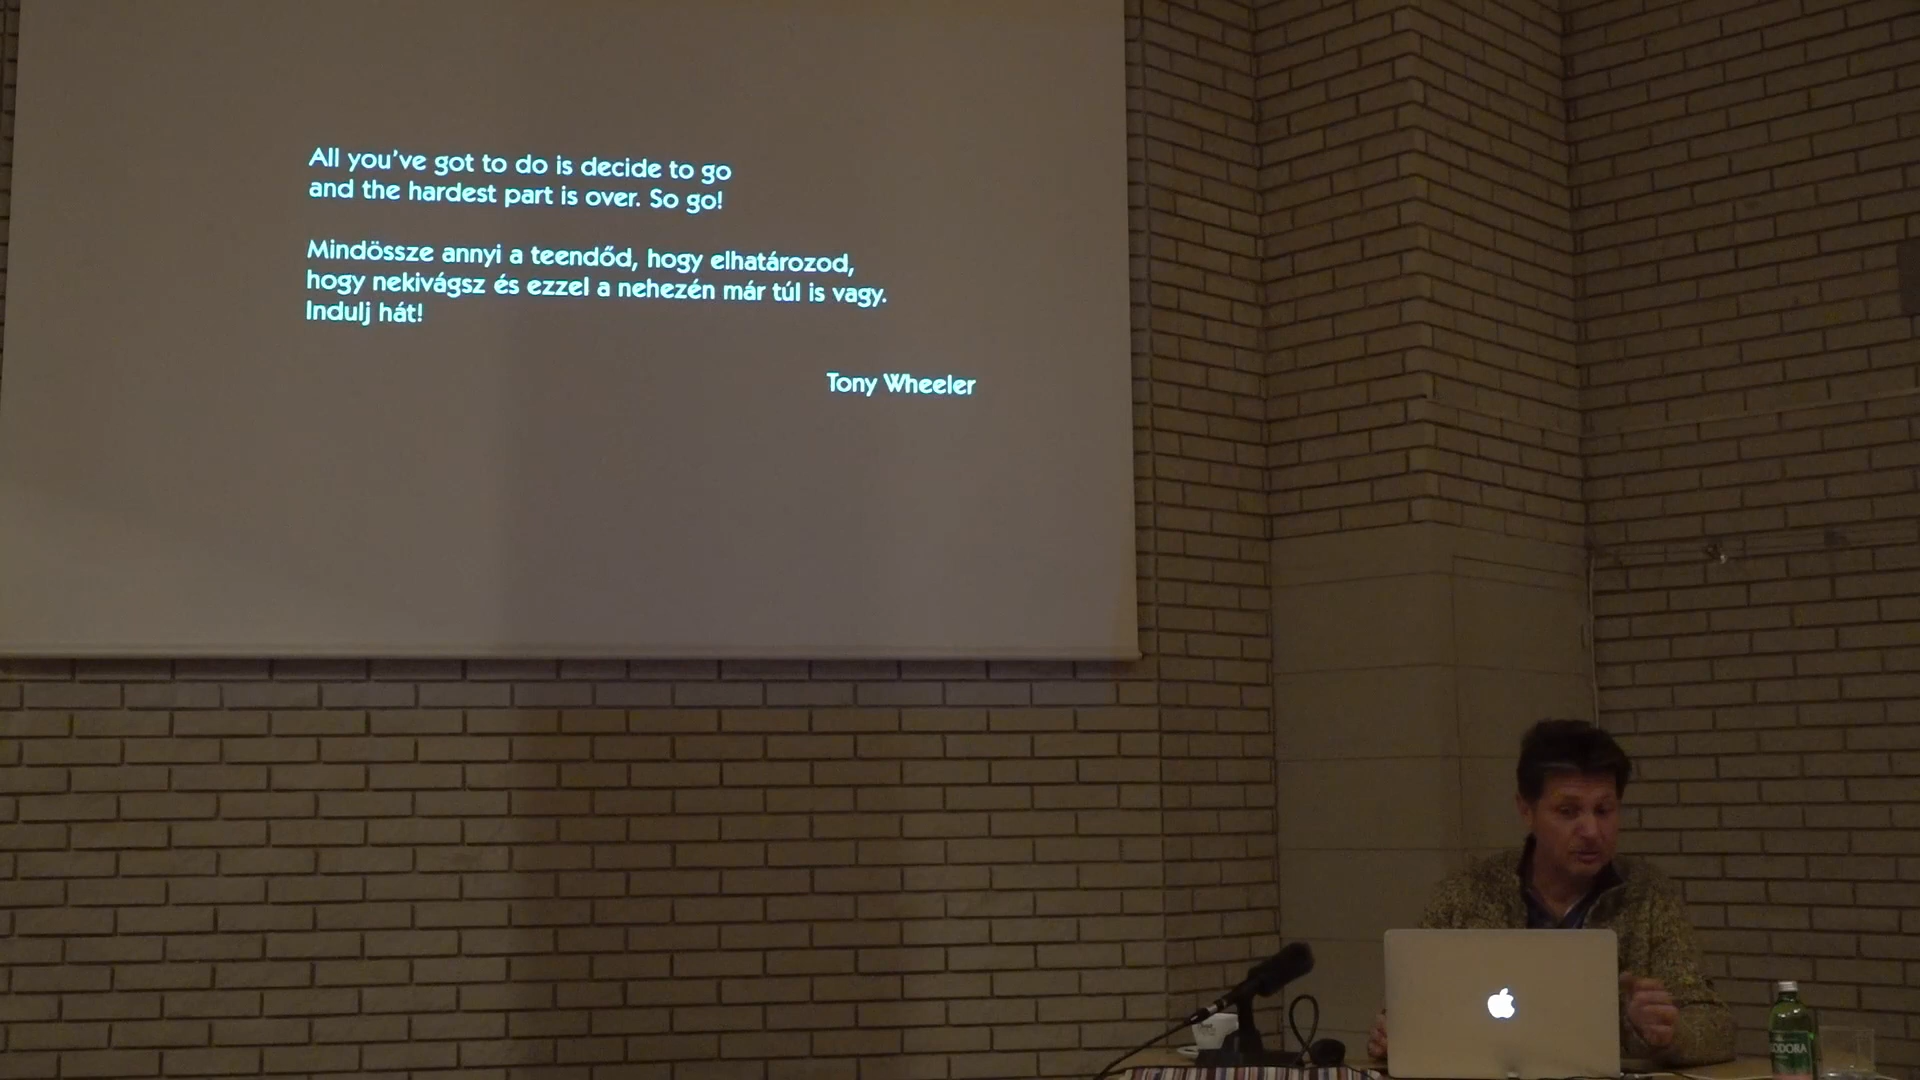 All you've got to do is decide to go
and the hardest part is over. So go!
Mindössze annyi a teendőd, hogy elhatározod,
hogy nekivágsz és ezzel a nehezén már túl is vagy.
Indulj hát!
Tony Wheeler